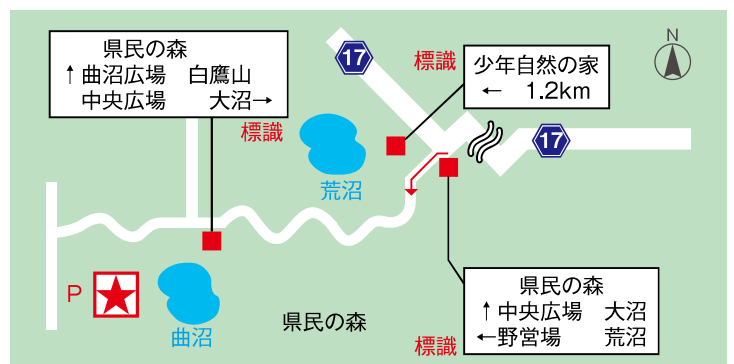 県民の森
↑曲沼広場 白鷹山
中央広場 大沼→
標識
17
標識
少年自然の家
← 1.2km
N
17
荒沼
P
曲沼
県民の森
標識
県民の森
↑中央広場 大沼
←野営場 荒沼